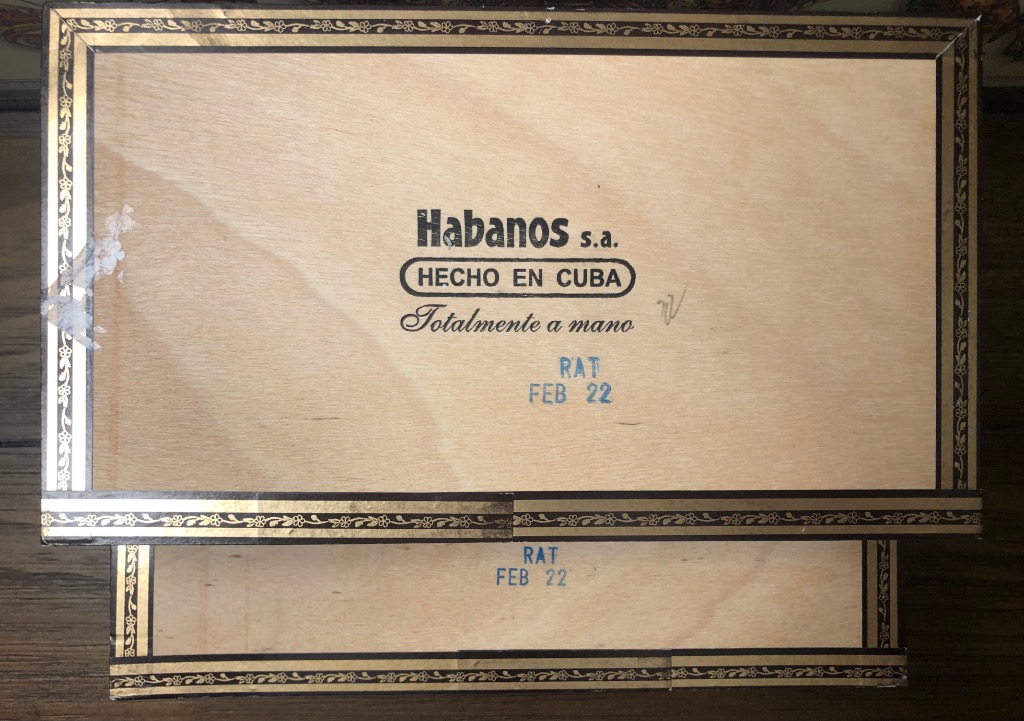 Habanos s.a.
HECHO EN CUBA
Totalmente a mano
RAT
FEB 22
RAT
FEB 22